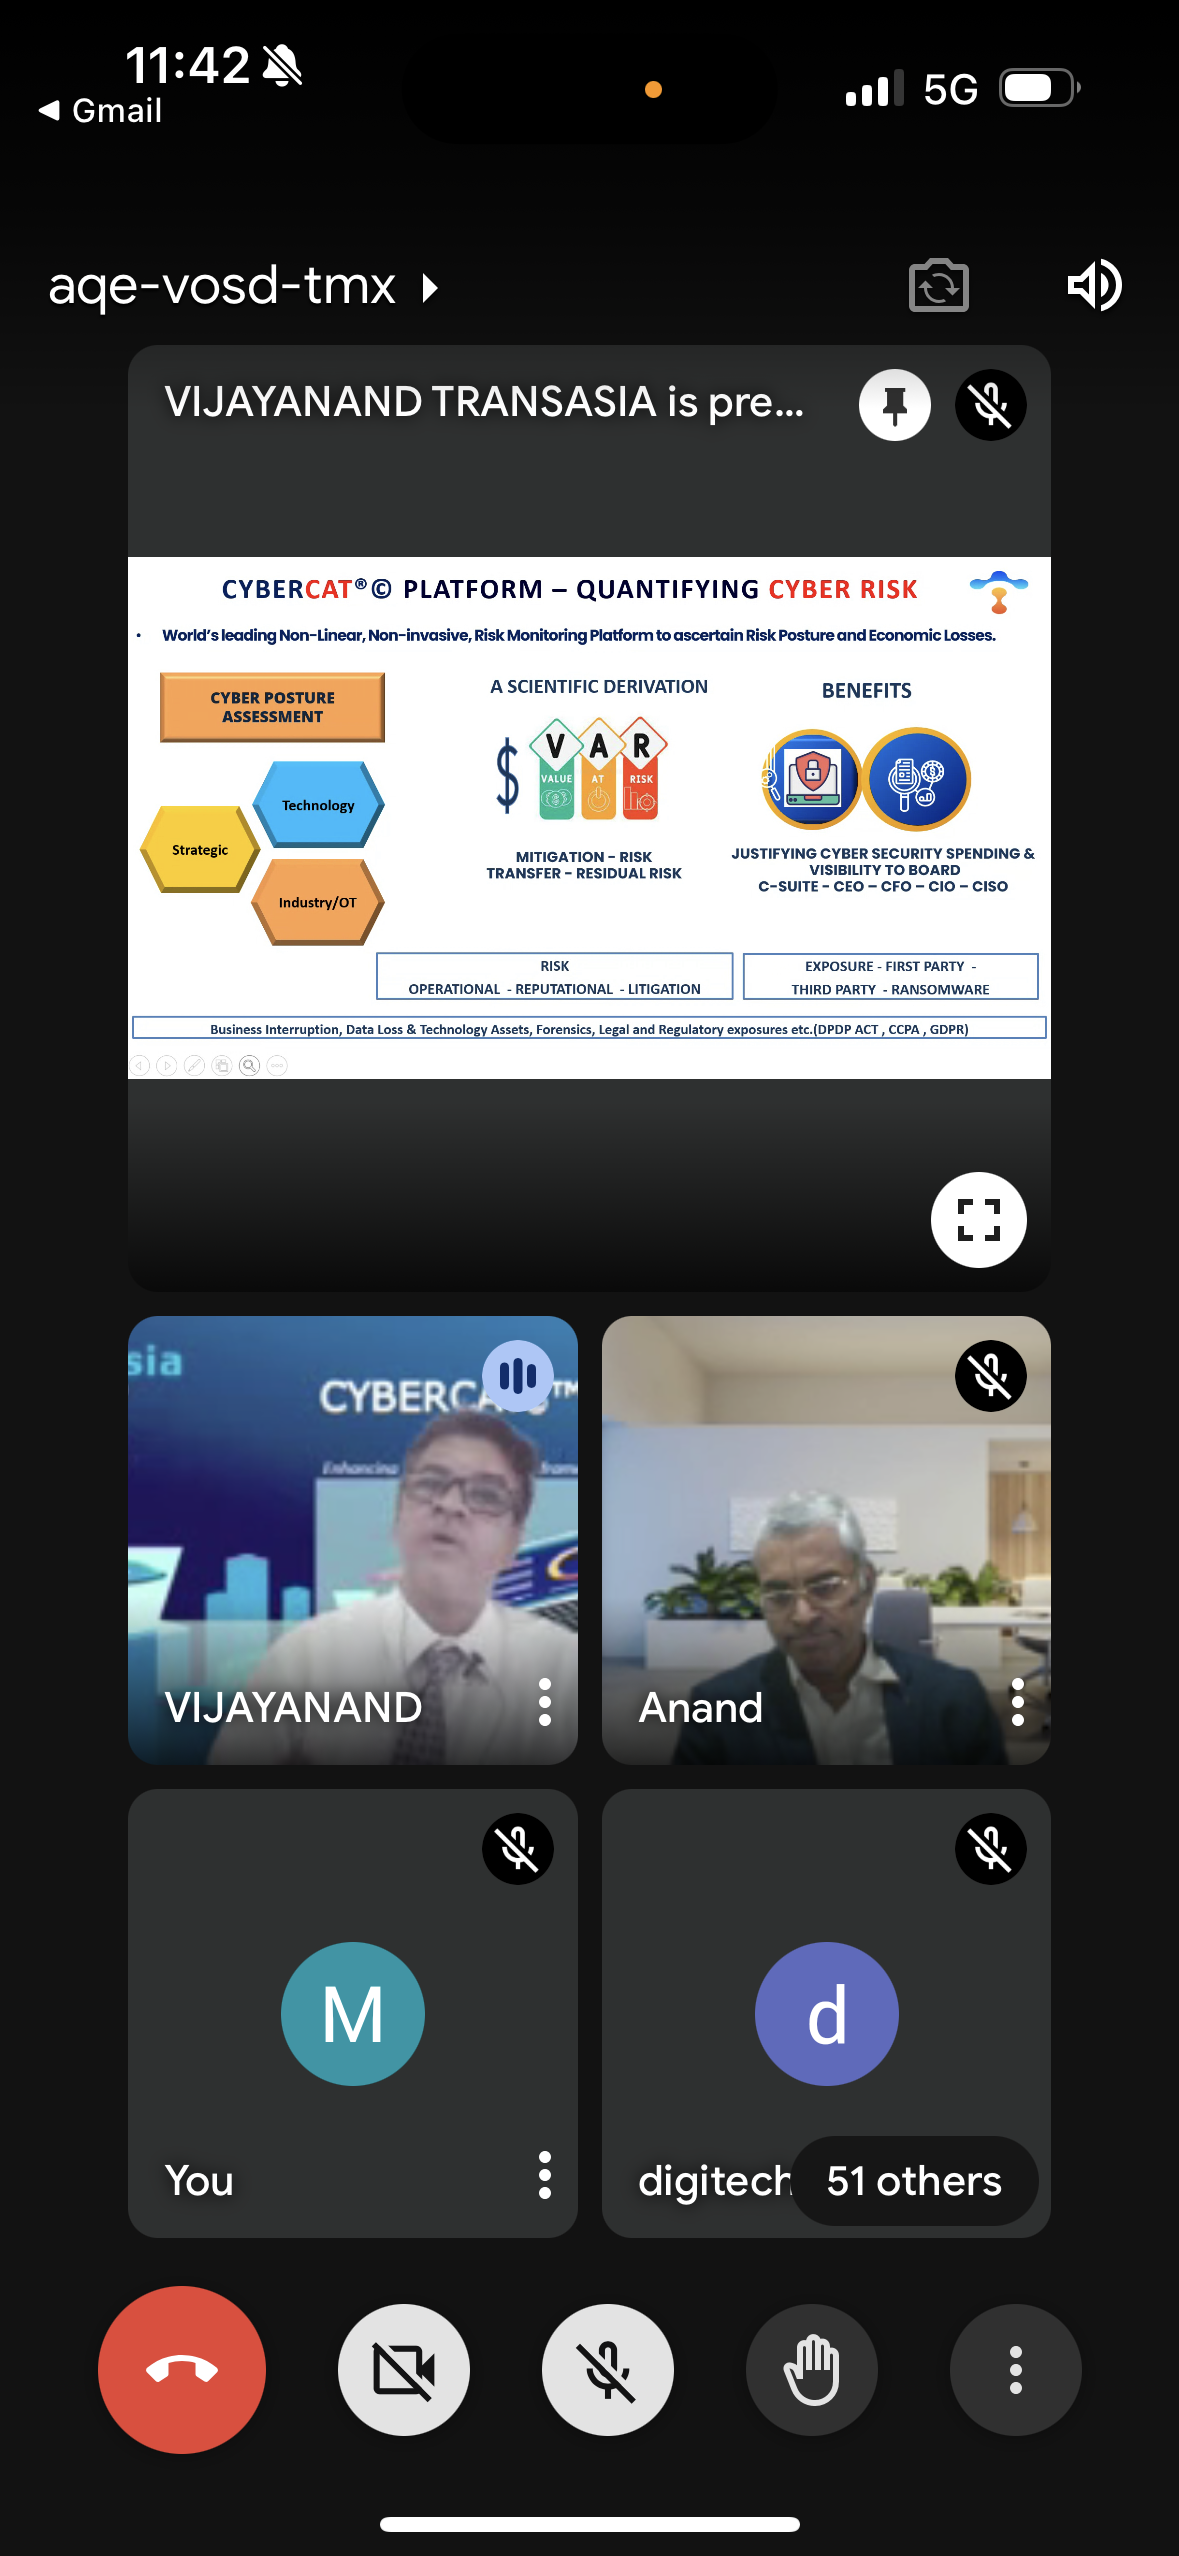 11:42
Gmail
5G
aqe-vosd-tmx
VIJAYANAND TRANSASIA is pre...
CYBERCAT®© PLATFORM – QUANTIFYING CYBER RISK
• World's leading Non-Linear, Non-invasive, Risk Monitoring Platform to ascertain Risk Posture and Economic Losses.
CYBER POSTURE
ASSESSMENT
Technology
Strategic
Industry/OT
A SCIENTIFIC DERIVATION
$
V A R
VALUE AT RISK
MITIGATION - RISK
TRANSFER - RESIDUAL RISK
BENEFITS
JUSTIFYING CYBER SECURITY SPENDING &
VISIBILITY TO BOARD
C-SUITE - CEO – CFO – CIO – CISO
RISK
OPERATIONAL - REPUTATIONAL - LITIGATION
EXPOSURE - FIRST PARTY -
THIRD PARTY - RANSOMWARE
Business Interruption, Data Loss & Technology Assets, Forensics, Legal and Regulatory exposures etc.(DPDP ACT , CCPA , GDPR)
sia
Enhancing
VIJAYANAND
Anand
M
You
d
digitech
51 others